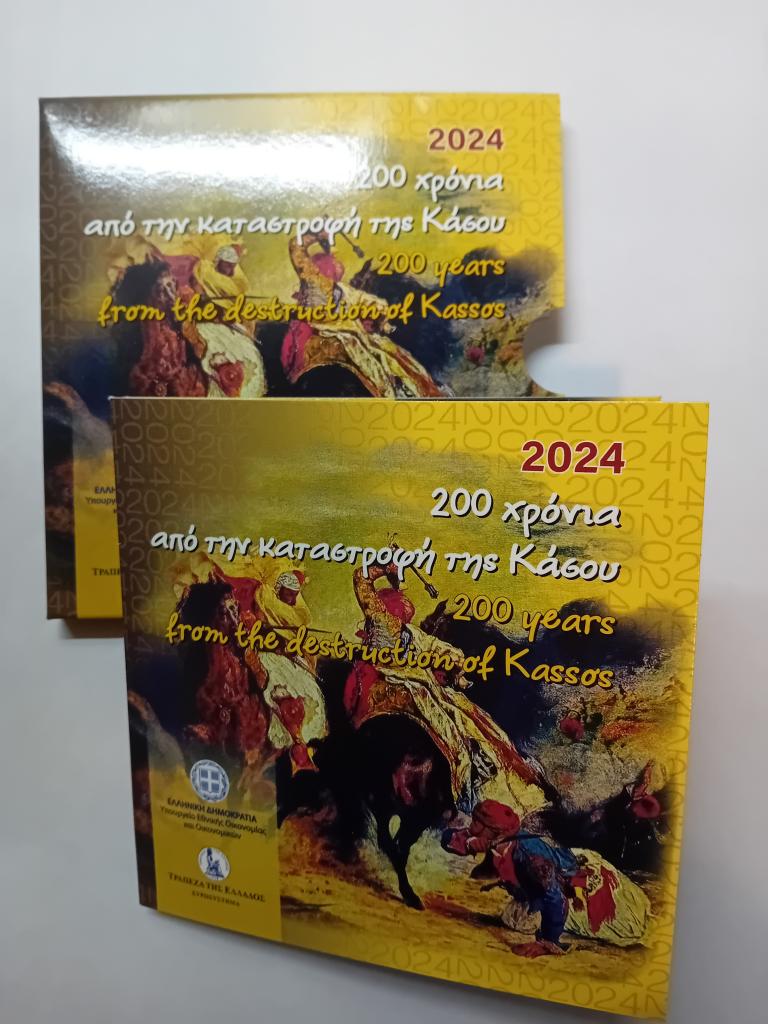 2024
200 χρόνια
από την καταστροφή της Κάσου
200 years
from the destruction of Kassos
2024
200 χρόνια
από την καταστροφή της Κάσου
200 years
from the destruction of Kassos
ΕΛΛΗΝΙΚΗ ΔΗΜΟΚΡΑΤΙΑ
Υπουργείο Εθνικής Οικονομίας
και Οικονομικών
ΤΡΑΠΕΖΑ ΤΗΣ ΕΛΛΑΔΟΣ
ΕΥΡΩΣΥΣΤΗΜΑ